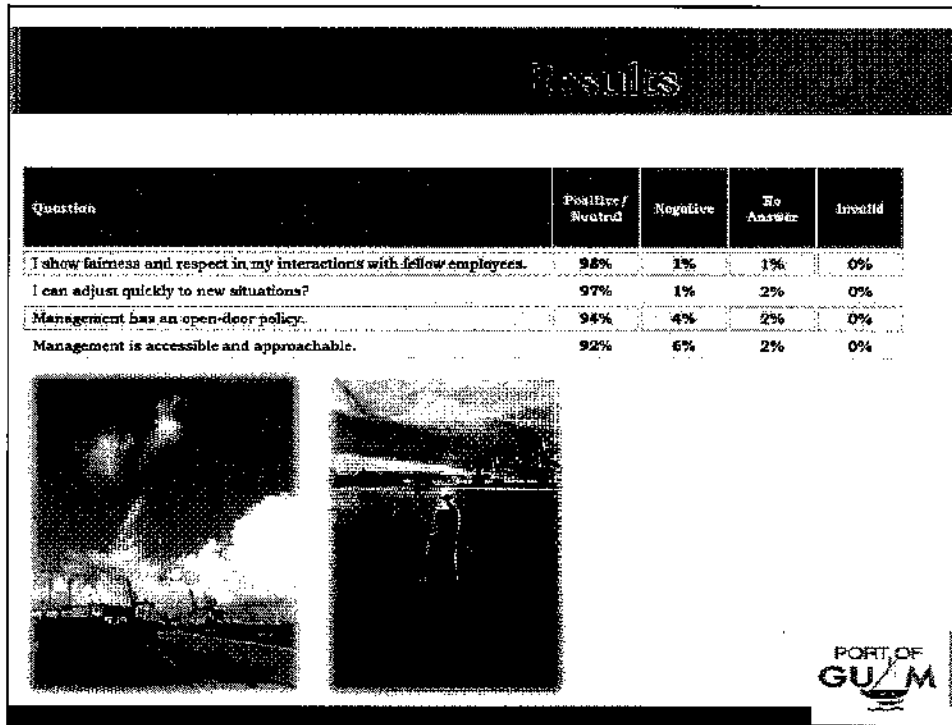 Results
Question Positive/ Neutral Negative No Answer Invalid
I show fairness and respect in my interactions with fellow employees. 98% 1% 1% 0%
I can adjust quickly to new situations? 97% 1% 2% 0%
Management has an open-door policy. 94% 4% 2% 0%
Management is accessible and approachable. 92% 6% 2% 0%
PORT OF
GUAM